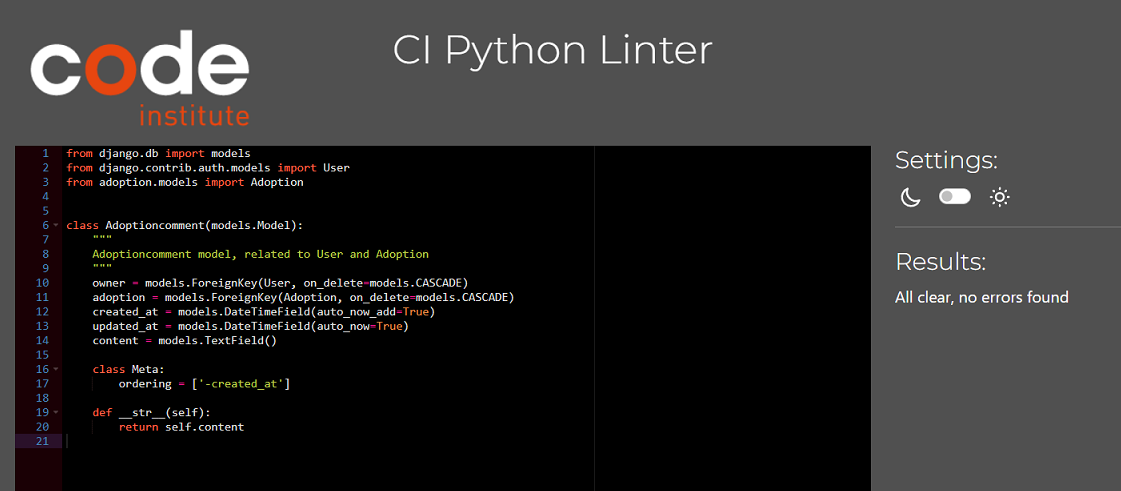 code
institute
CI Python Linter
1 from django.db import models
2 from django.contrib.auth.models import User
3 from adoption.models import Adoption
4
5
6 class Adoptioncomment(models.Model):
7     """
8     Adoptioncomment model, related to User and Adoption
9     """
10     owner = models.ForeignKey(User, on_delete=models.CASCADE)
11     adoption = models.ForeignKey(Adoption, on_delete=models.CASCADE)
12     created_at = models.DateTimeField(auto_now_add=True)
13     updated_at = models.DateTimeField(auto_now=True)
14     content = models.TextField()
15
16     class Meta:
17         ordering = ['-created_at']
18
19     def __str__(self):
20         return self.content
21
Settings:
Results:
All clear, no errors found